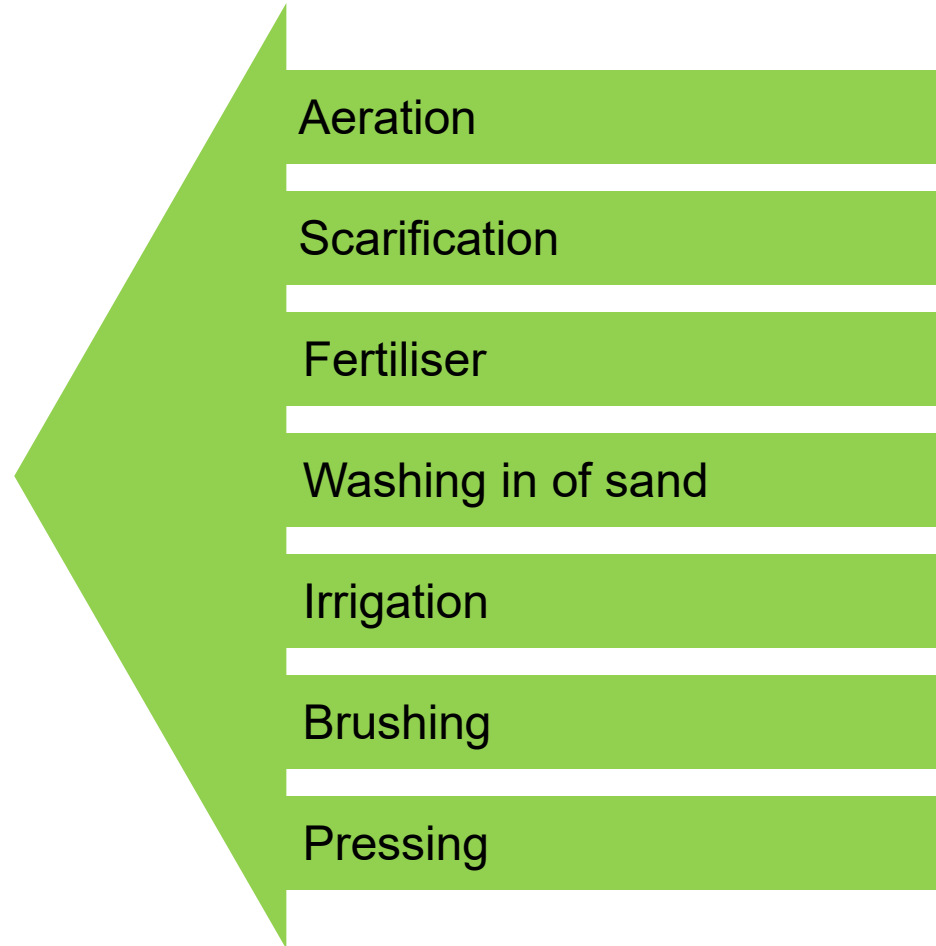 Aeration
Scarification
Fertiliser
Washing in of sand
Irrigation
Brushing
Pressing